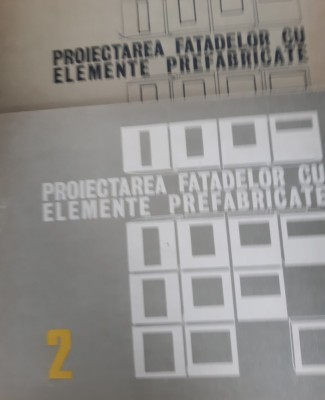 PROIECTAREA FATADELOR CU
ELEMENTE PREFABRICATE
PROIECTAREA FATADELOR CU
ELEMENTE PREFABRICATE
2